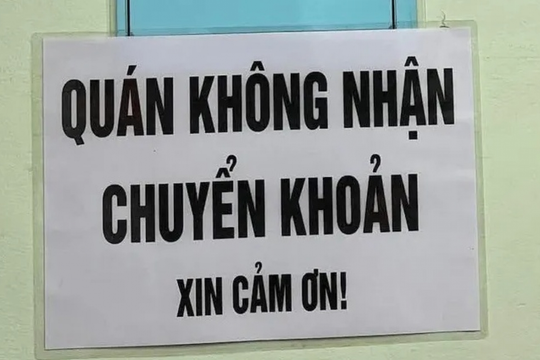 QUÁN KHÔNG NHẬN
CHUYỂN KHOẢN
XIN CẢM ƠN!